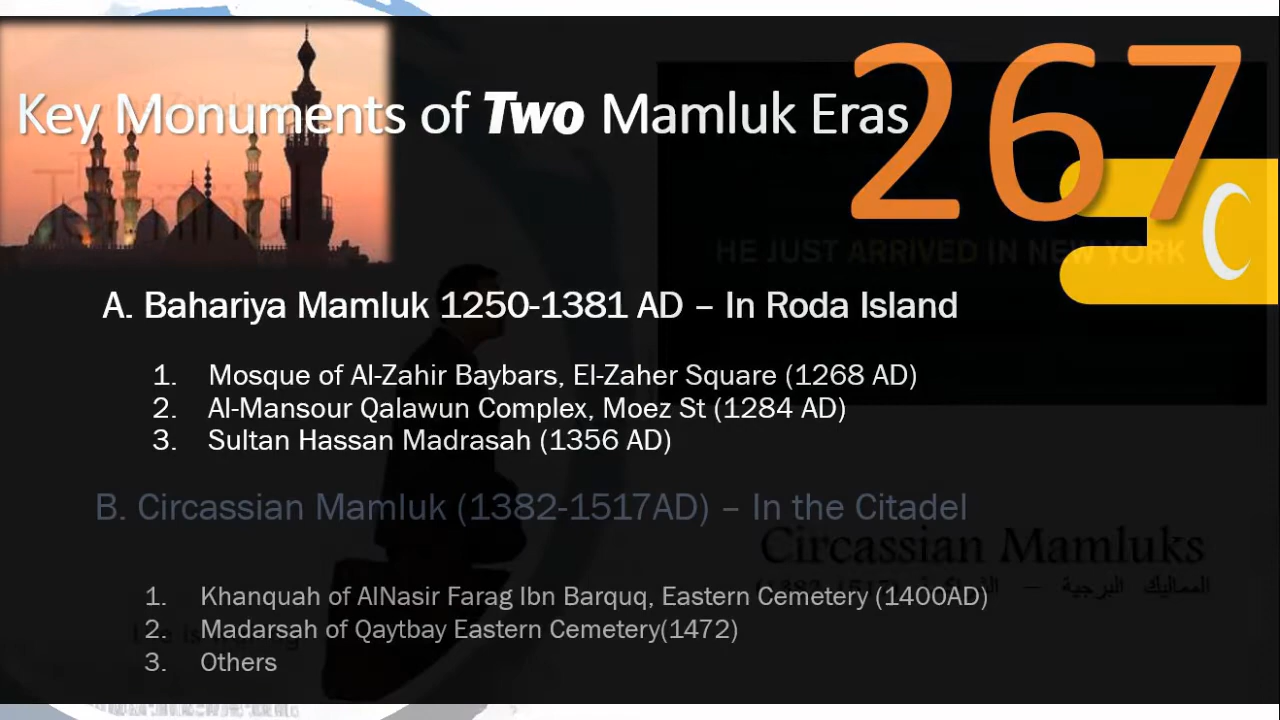 267
Key Monuments of Two Mamluk Eras
HE JUST ARRIVED IN NEW YORK
A. Bahariya Mamluk 1250-1381 AD – In Roda Island
1. Mosque of Al-Zahir Baybars, El-Zaher Square (1268 AD)
2. Al-Mansour Qalawun Complex, Moez St (1284 AD)
3. Sultan Hassan Madrasah (1356 AD)
B. Circassian Mamluk (1382-1517AD) – In the Citadel
Circassian Mamluks
المماليك البرجية –
1. Khanquah of AlNasir Farag Ibn Barquq, Eastern Cemetery (1400AD)
2. Madarsah of Qaytbay Eastern Cemetery(1472)
3. Others